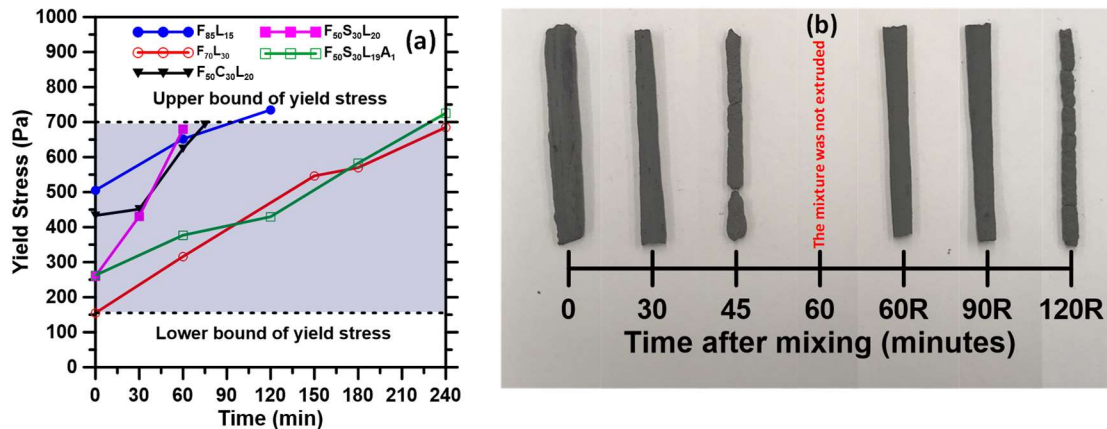 (a)
F₈₅L₁₅
F₇₀L₃₀
F₅₀C₃₀L₂₀
F₅₀S₃₀L₂₀
F₅₀S₃₀L₁₉A₁
Upper bound of yield stress
Lower bound of yield stress
Yield Stress (Pa)
1000
900
800
700
600
500
400
300
200
100
0
0 30 60 90 120 150 180 210 240
Time (min)
(b)
The mixture was not extruded
0 30 45 60 60R 90R 120R
Time after mixing (minutes)